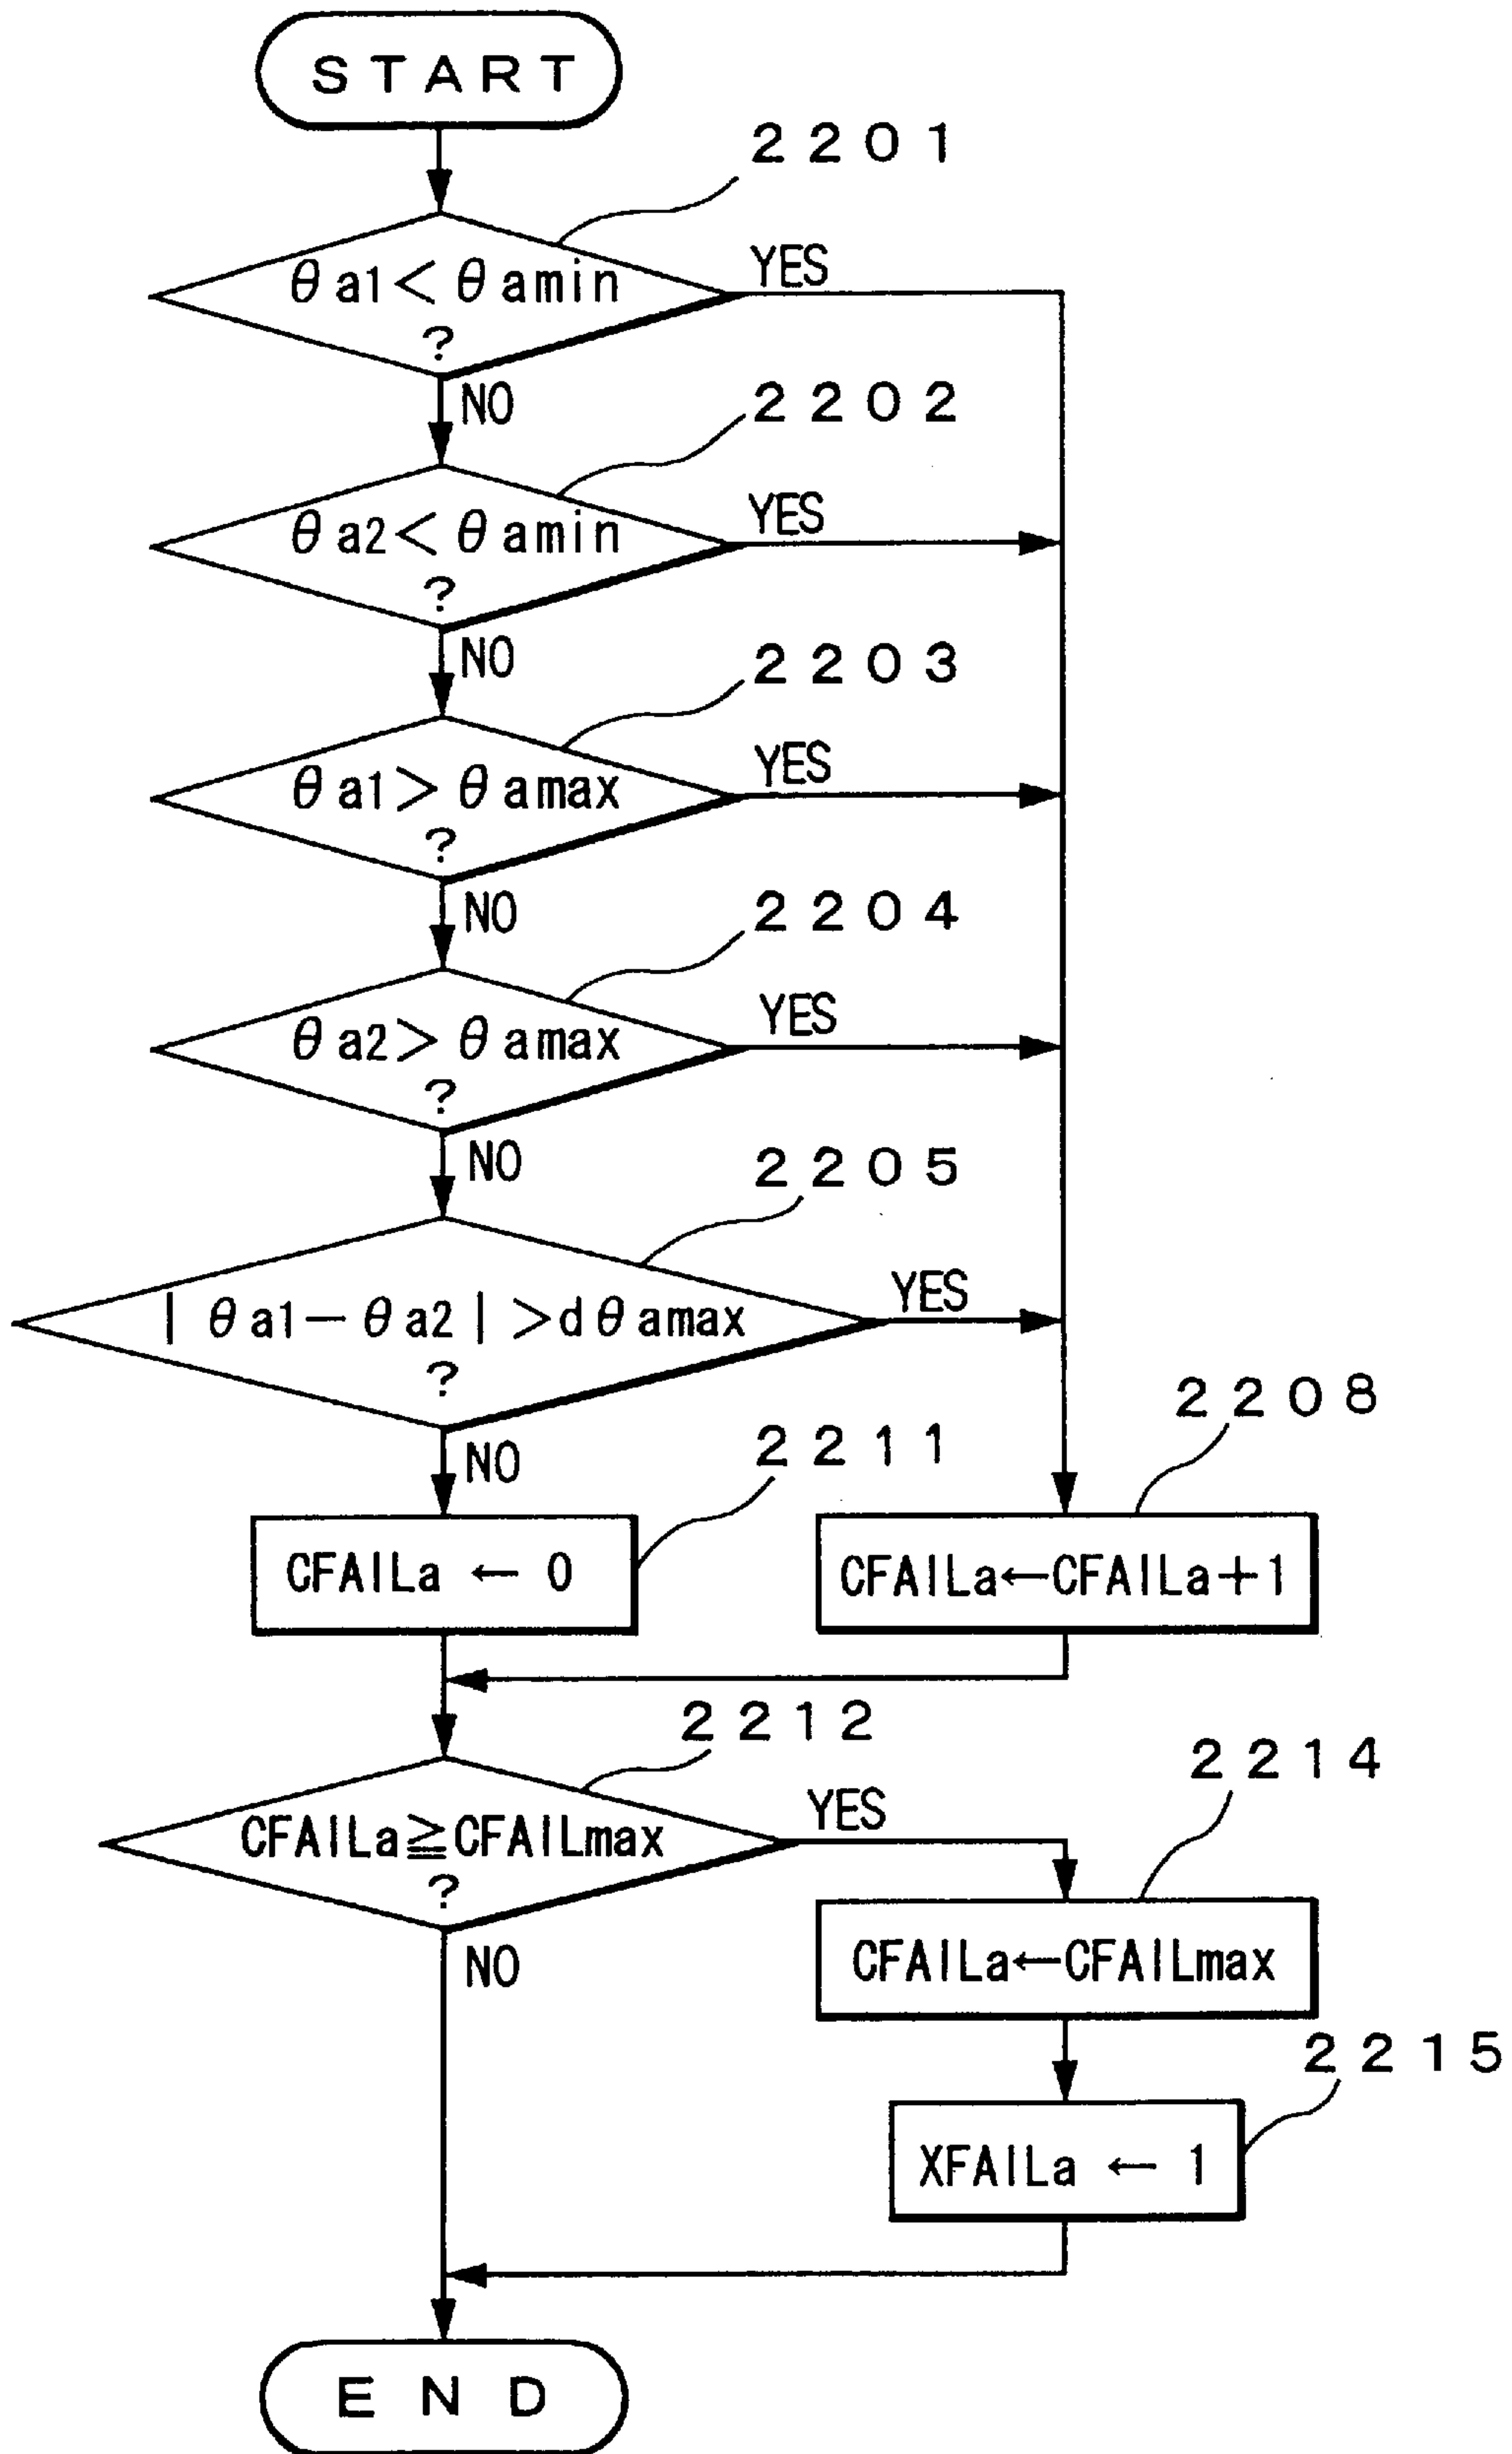 START
2201
θa1<θamin
?
YES
NO
2202
θa2<θamin
?
YES
NO
2203
θa1>θamax
?
YES
NO
2204
θa2>θamax
?
YES
NO
2205
|θa1-θa2|>dθamax
?
YES
NO
2208
2211
CFAILa ← 0
CFAILa←CFAILa+1
2212
CFAILa≧CFAILmax
?
YES
NO
2214
CFAILa←CFAILmax
2215
XFAILa ← 1
END